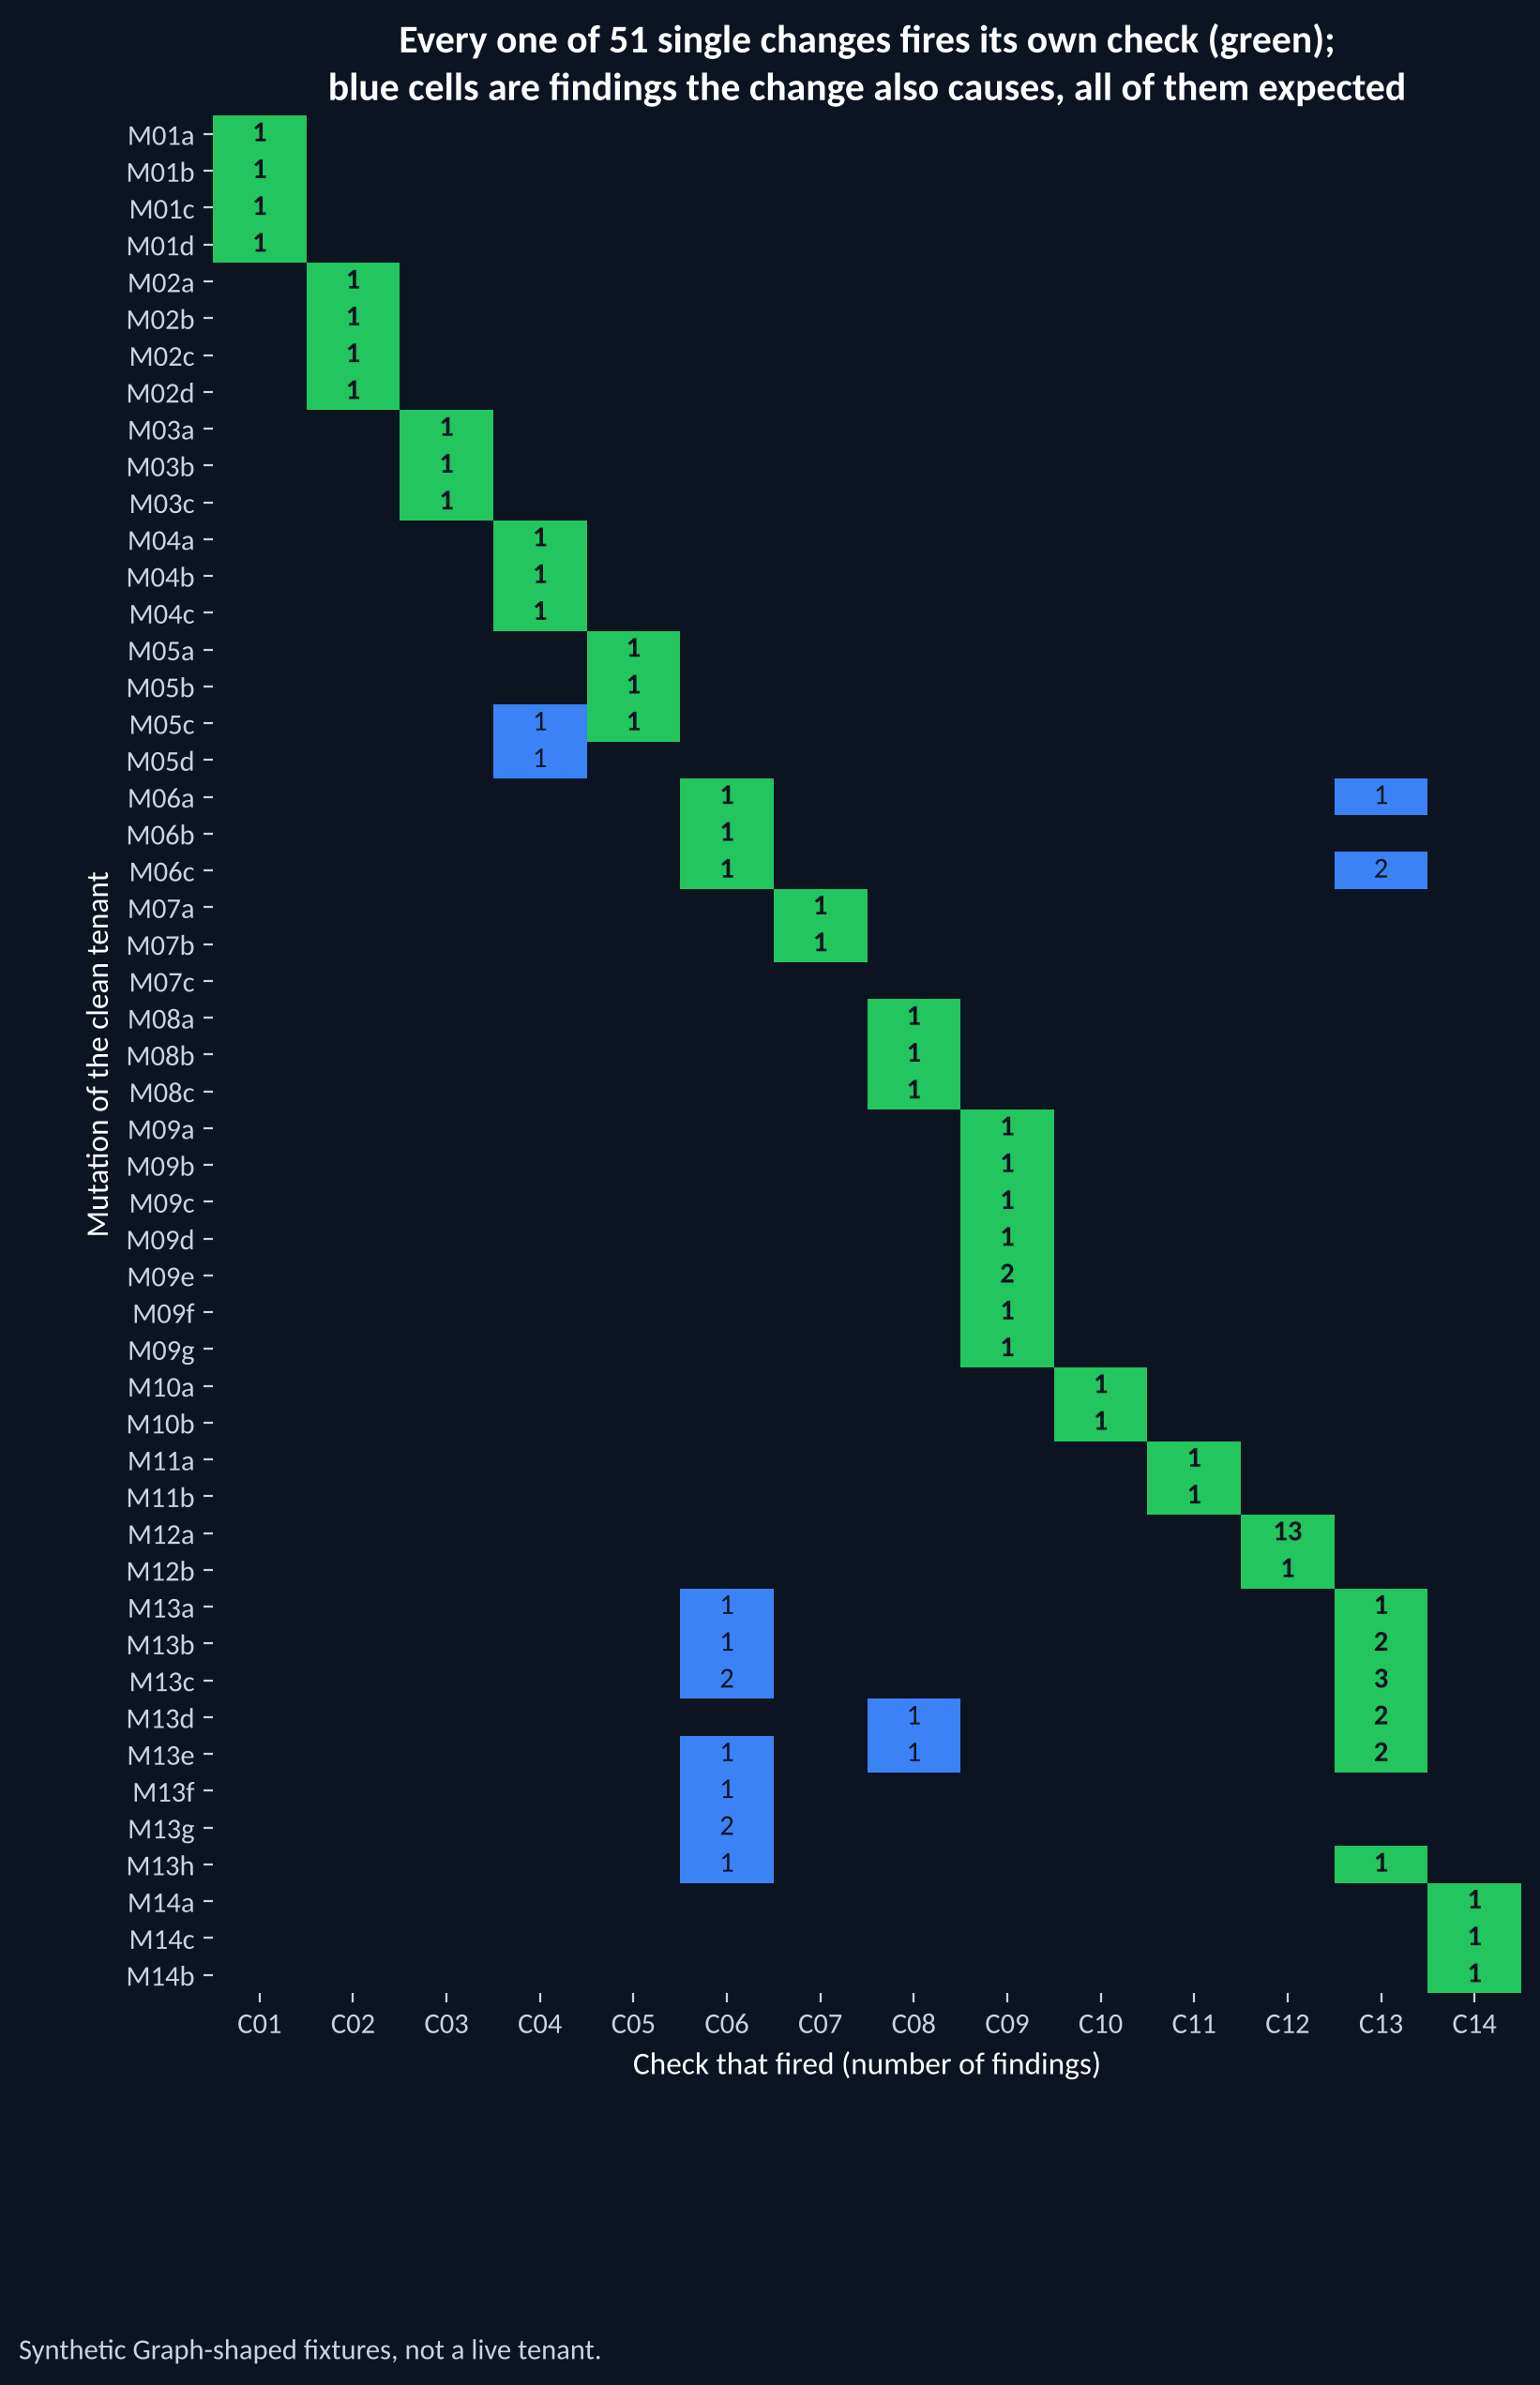 Every one of 51 single changes fires its own check (green);
blue cells are findings the change also causes, all of them expected
Mutation of the clean tenant
M01a 1
M01b 1
M01c 1
M01d 1
M02a 1
M02b 1
M02c 1
M02d 1
M03a 1
M03b 1
M03c 1
M04a 1
M04b 1
M04c 1
M05a 1
M05b 1
M05c 1 1
M05d 1
M06a 1 1
M06b 1
M06c 1 2
M07a 1
M07b 1
M07c
M08a 1
M08b 1
M08c 1
M09a 1
M09b 1
M09c 1
M09d 1
M09e 2
M09f 1
M09g 1
M10a 1
M10b 1
M11a 1
M11b 1
M12a 13
M12b 1
M13a 1 1
M13b 1 2
M13c 2 3
M13d 1 2
M13e 1 1 2
M13f 1
M13g 2
M13h 1 1
M14a 1
M14c 1
M14b 1
C01 C02 C03 C04 C05 C06 C07 C08 C09 C10 C11 C12 C13 C14
Check that fired (number of findings)
Synthetic Graph-shaped fixtures, not a live tenant.